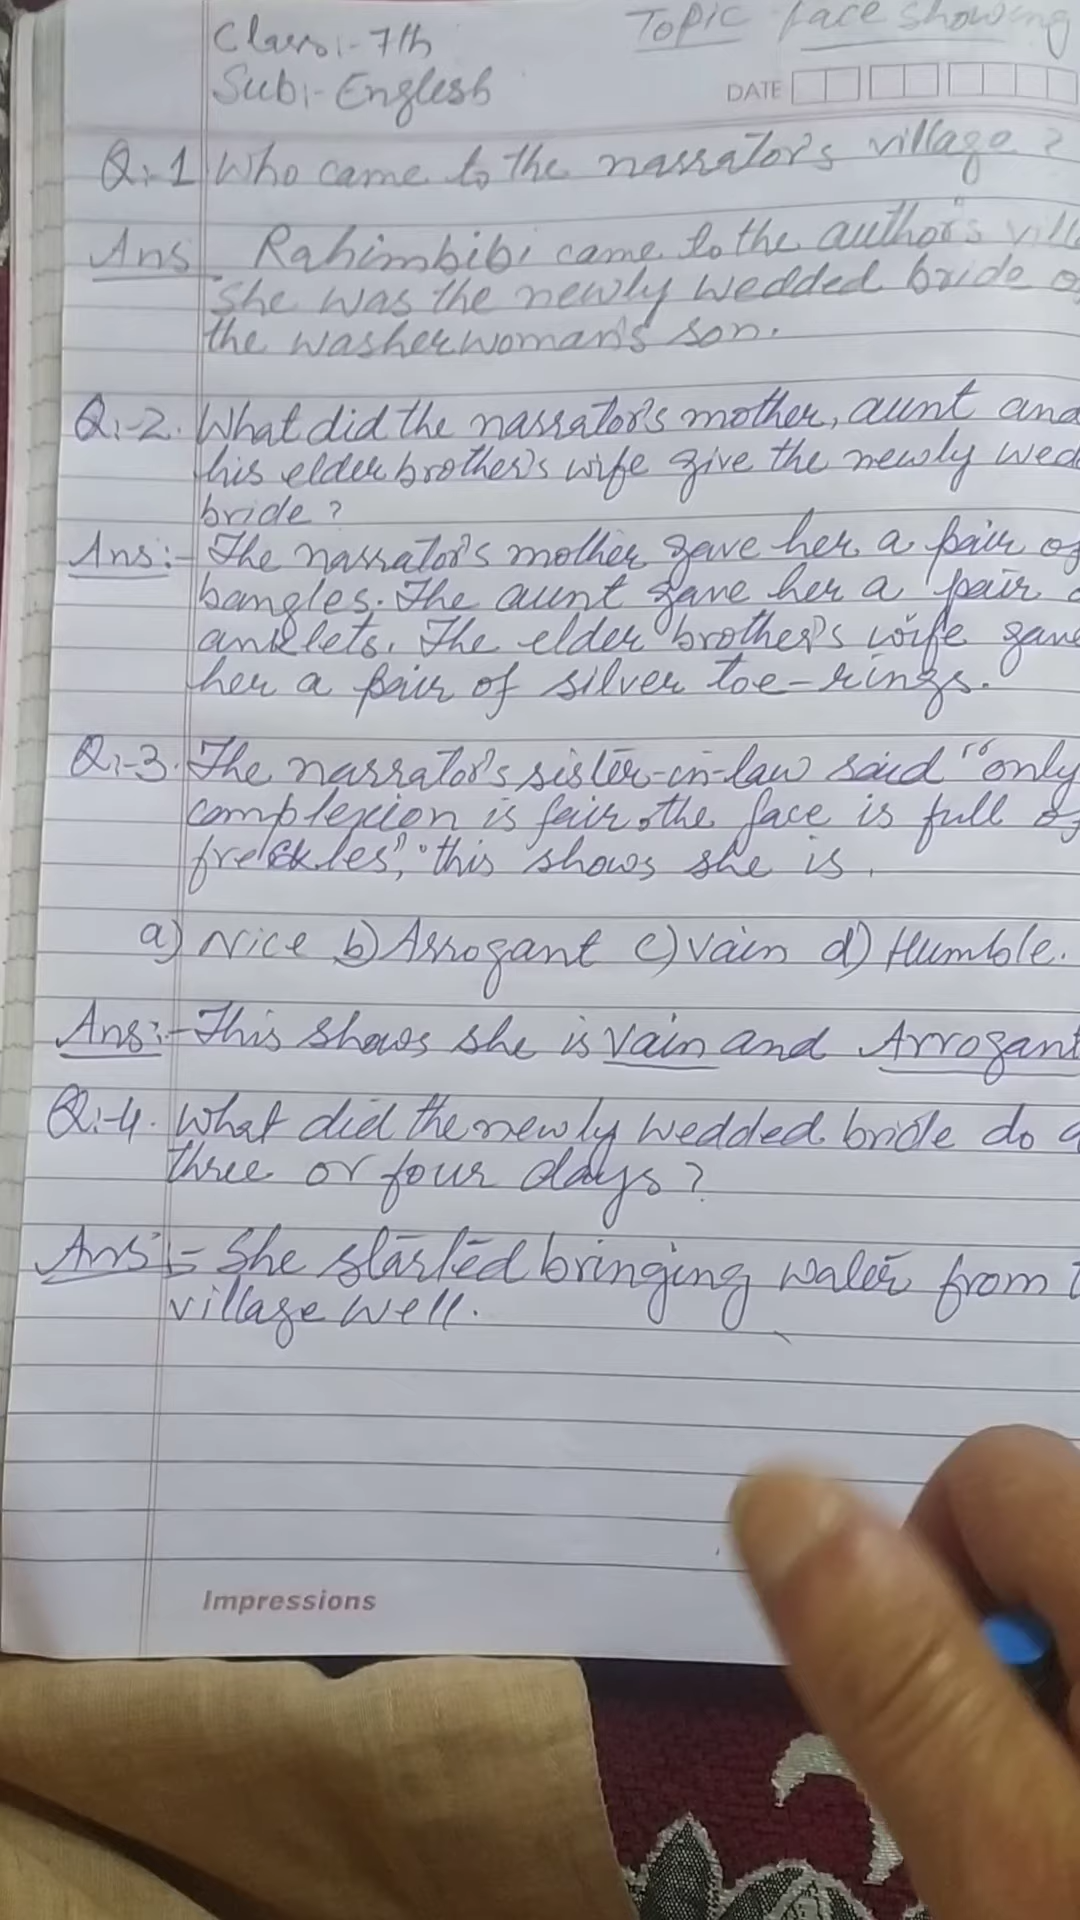 Class:- 7th
Topic face showing
Sub:- English
DATE
Q:-1 Who came to the narrator's village?
Ans Rahimbibi came to the author's
She was the newly wedded bride
the washerwoman's son.
Q:-2. What did the narrator's mother, aunt and
his elder brother's wife give the newly
bride?
Ans:- The narrator's mother gave her a pair of
bangles. The aunt gave her a pair
anklets. The elder brother's wife gave
her a pair of silver toe-rings.
Q:-3. The narrator's sister-in-law said "only
complexion is fair, the face is full of
freckles", this shows she is.
a) Nice b) Arrogant c) Vain d) Humble.
Ans:- This shows she is Vain and Arrogant
Q:-4. What did the newly wedded bride do
three or four days?
Ans:- She started bringing water from
village well.
Impressions